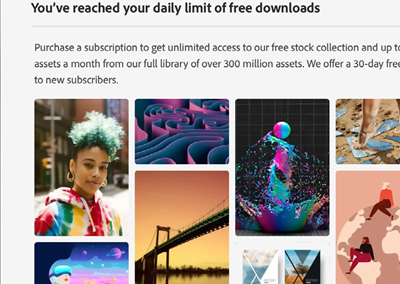 You've reached your daily limit of free downloads
Purchase a subscription to get unlimited access to our free stock collection and up to
assets a month from our full library of over 300 million assets. We offer a 30-day free
to new subscribers.